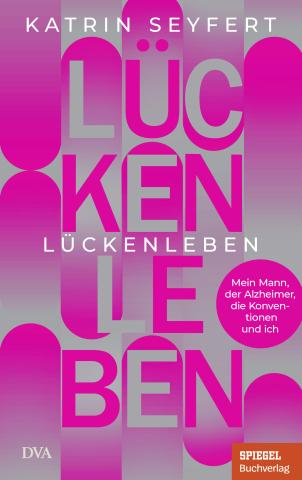 KATRIN SEYFERT
LÜC
KEN
LÜCKENLEBEN
LE
BEN
Mein Mann,
der Alzheimer,
die Konven-
tionen
und ich
DVA
SPIEGEL
Buchverlag